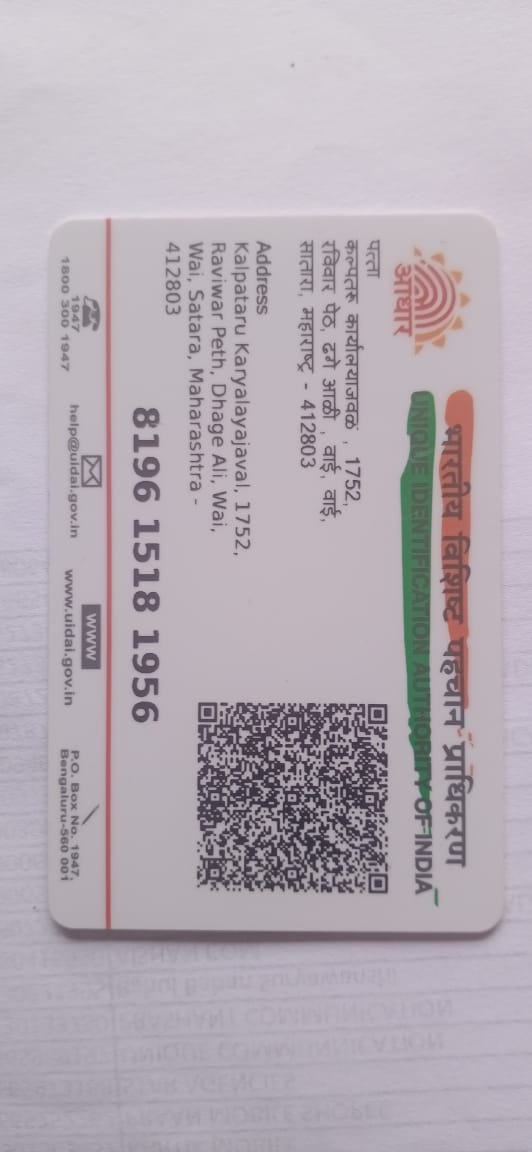 आधार
भारतीय विशिष्ट पहचान प्राधिकरण
UNIQUE IDENTIFICATION AUTHORITY OF INDIA
पत्ता
कल्पतरू कार्यालयाजवळ , 1752,
रविवार पेठ, ढगे आळी , वाई, वाई,
सातारा, महाराष्ट्र - 412803
Address
Kalpataru Karyalayajaval, 1752,
Raviwar Peth, Dhage Ali, Wai,
Wai, Satara, Maharashtra -
412803
8196 1518 1956
1947
1800 300 1947
help@uidai.gov.in
www
www.uidai.gov.in
P.O. Box No. 1947,
Bengaluru-560 001